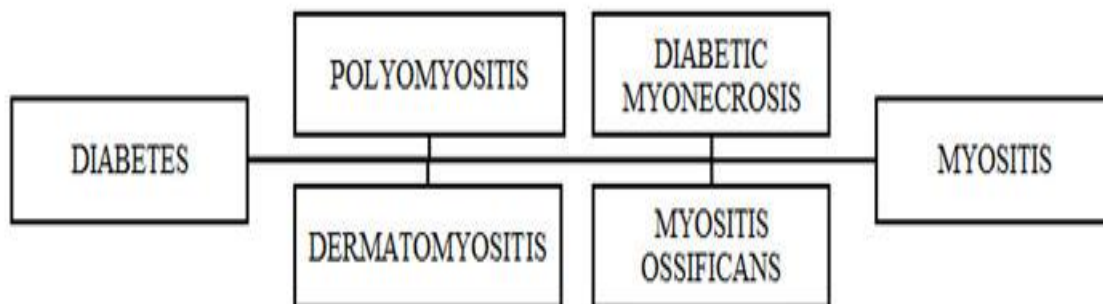 POLYOMYOSITIS
DIABETIC
MYONECROSIS
DIABETES
MYOSITIS
DERMATOMYOSITIS
MYOSITIS
OSSIFICANS